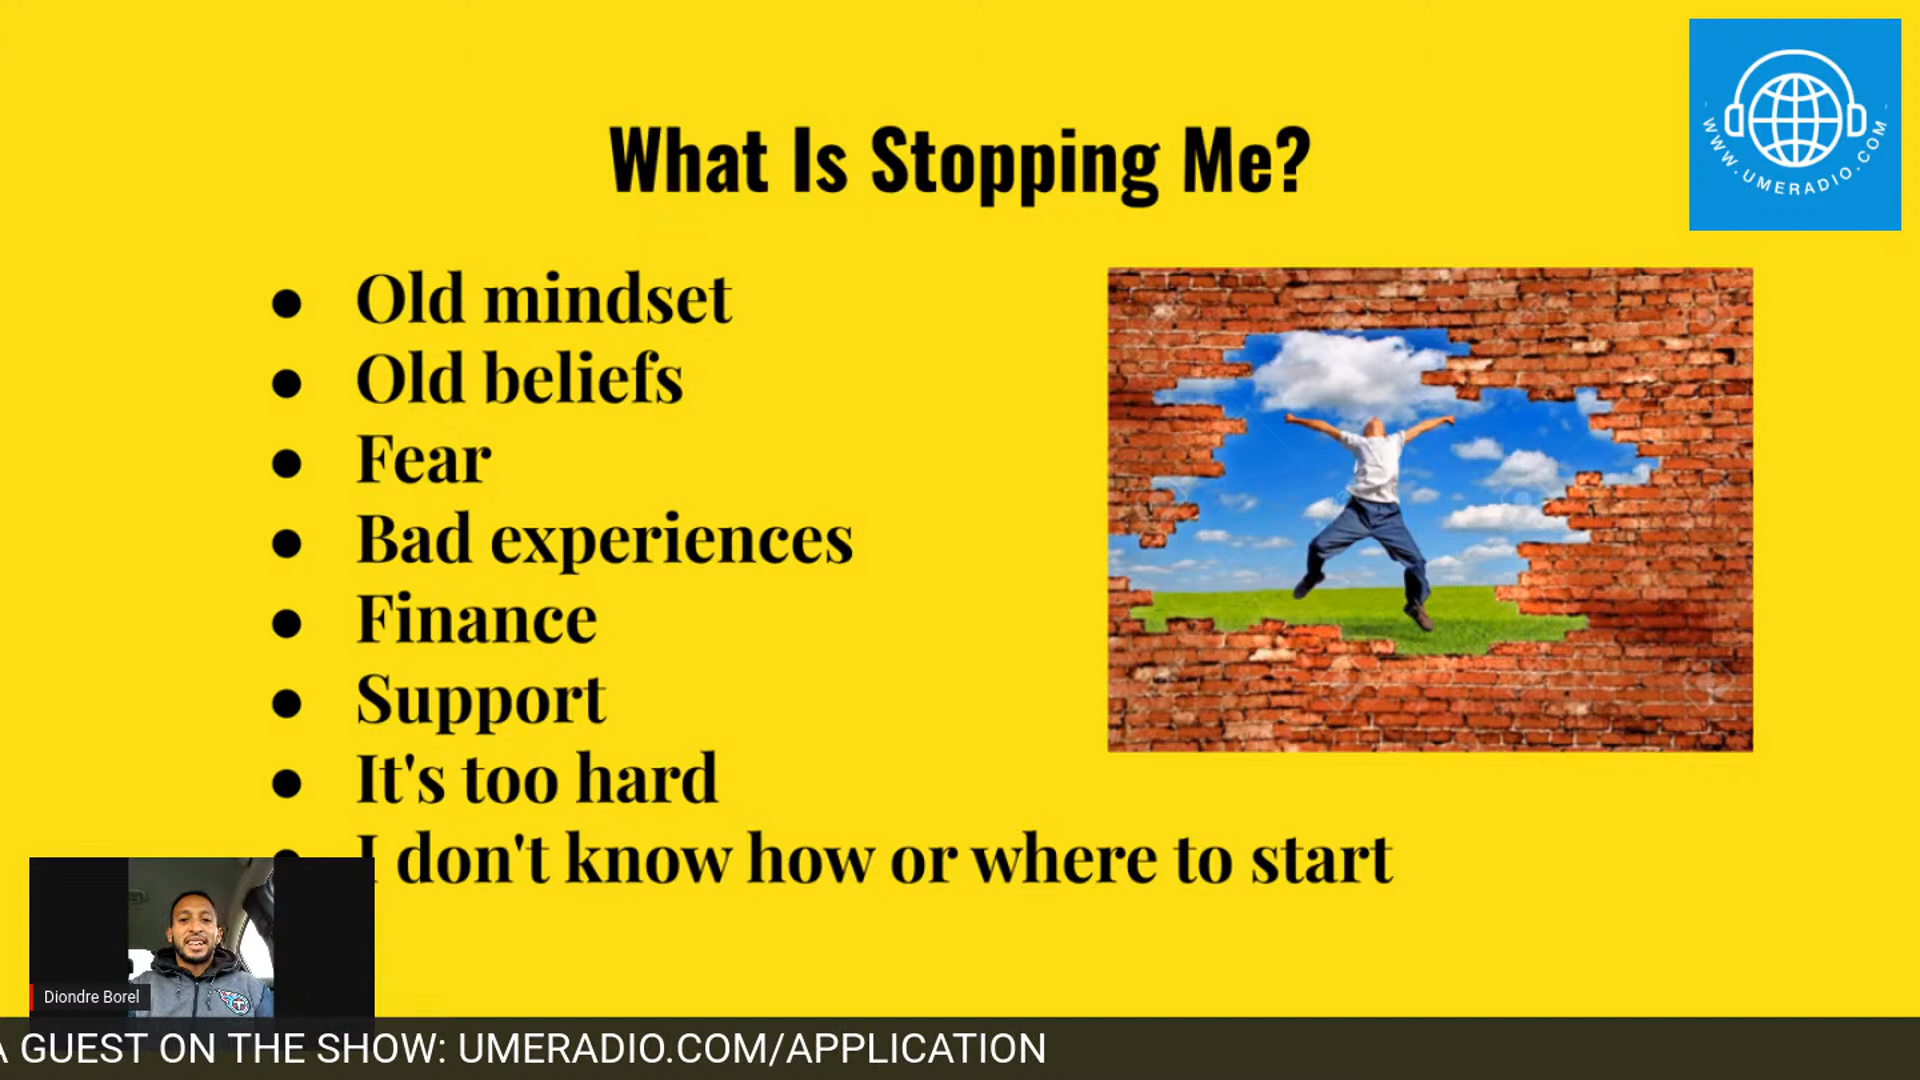 What Is Stopping Me?
WWW.UMERADIO.COM
Old mindset
Old beliefs
Fear
Bad experiences
Finance
Support
It's too hard
I don't know how or where to start
Diondre Borel
A GUEST ON THE SHOW: UMERADIO.COM/APPLICATION